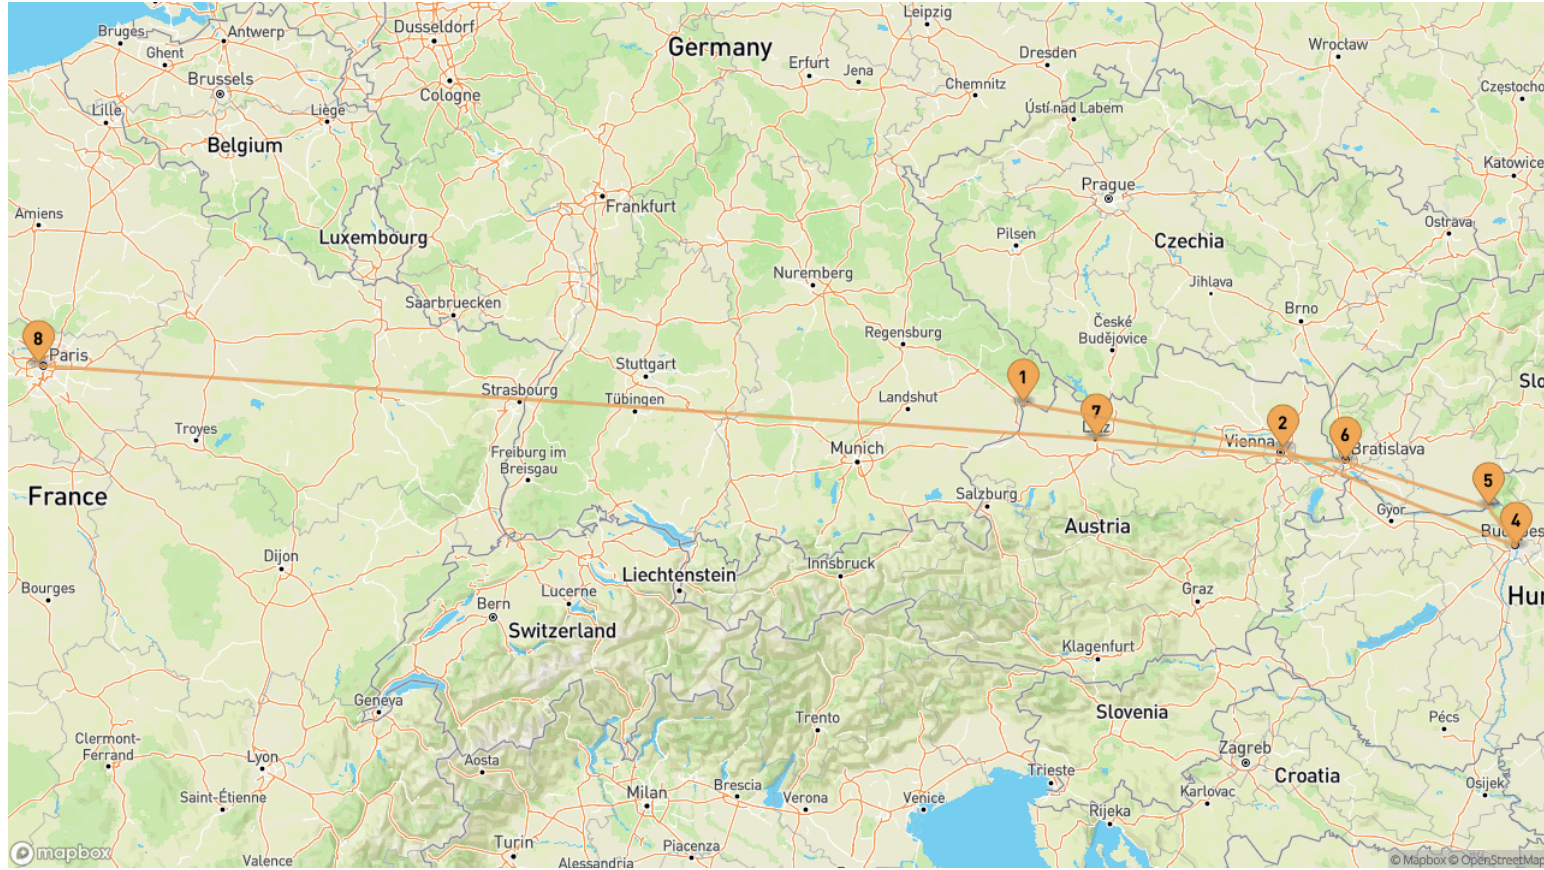 Leipzig
Bruges
Antwerp
Dusseldorf
Germany
Wrocław
Ghent
Dresden
Erfurt
Jena
Brussels
Chemnitz
Cologne
Częstocho
Lille
Liège
Ústí nad Labem
Belgium
Katowice
Prague
Frankfurt
Amiens
Ostrava
Luxembourg
Pilsen
Czechia
Nuremberg
Jihlava
Saarbruecken
Brno
České
Budějovice
Regensburg
8
Paris
Stuttgart
1
Slo
Strasbourg
Tübingen
Landshut
7
Troyes
2
Vienna
6
Bratislava
Freiburg im
Breisgau
Munich
5
France
Salzburg
Gyor
4
Austria
Dijon
Innsbruck
Liechtenstein
Bourges
Lucerne
Graz
Hun
Bern
Switzerland
Klagenfurt
Geneva
Slovenia
Trento
Pécs
Clermont-
Ferrand
Lyon
Aosta
Zagreb
Trieste
Croatia
Saint-Étienne
Milan
Brescia
Verona
Venice
Karlovac
Osijek
Rijeka
Turin
Piacenza
mapbox
Valence
Alessandria
© Mapbox © OpenStreetMap